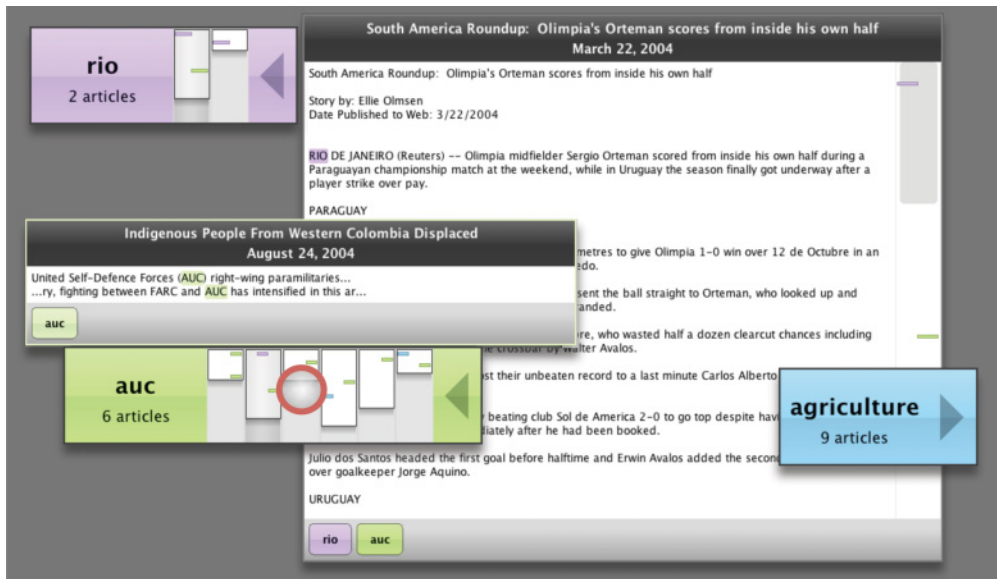 rio
2 articles
South America Roundup: Olimpia's Orteman scores from inside his own half
March 22, 2004
South America Roundup: Olimpia's Orteman scores from inside his own half
Story by: Ellie Olmsen
Date Published to Web: 3/22/2004
RIO DE JANEIRO (Reuters) -- Olimpia midfielder Sergio Orteman scored from inside his own half during a
Paraguayan championship match at the weekend, while in Uruguay the season finally got underway after a
player strike over pay.
PARAGUAY
Indigenous People From Western Colombia Displaced
August 24, 2004
United Self-Defence Forces (AUC) right-wing paramilitaries...
...ry, fighting between FARC and AUC has intensified in this ar...
auc
metres to give Olimpia 1-0 win over 12 de Octubre in an
edo.
sent the ball straight to Orteman, who looked up and
anded.
re, who wasted half a dozen clearcut chances including
e crossbar by Walter Avalos.
auc
6 articles
st their unbeaten record to a last minute Carlos Alberto
y beating club Sol de America 2-0 to go top despite hav
diately after he had been booked.
agriculture
9 articles
Julio dos Santos headed the first goal before halftime and Erwin Avalos added the second
over goalkeeper Jorge Aquino.
URUGUAY
rio
auc